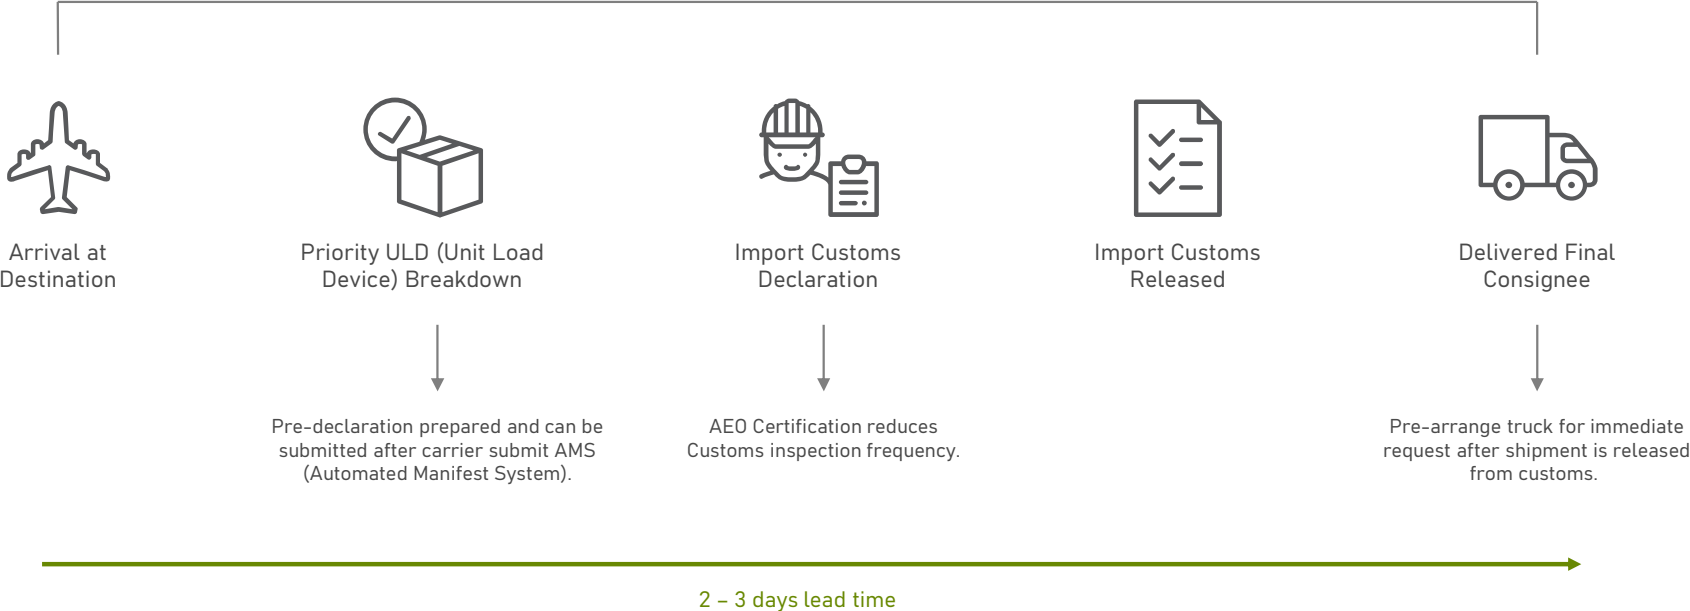 Arrival at
Destination
Priority ULD (Unit Load
Device) Breakdown
Import Customs
Declaration
Import Customs
Released
Delivered Final
Consignee
Pre-declaration prepared and can be
submitted after carrier submit AMS
(Automated Manifest System).
AEO Certification reduces
Customs inspection frequency.
Pre-arrange truck for immediate
request after shipment is released
from customs.
2 – 3 days lead time